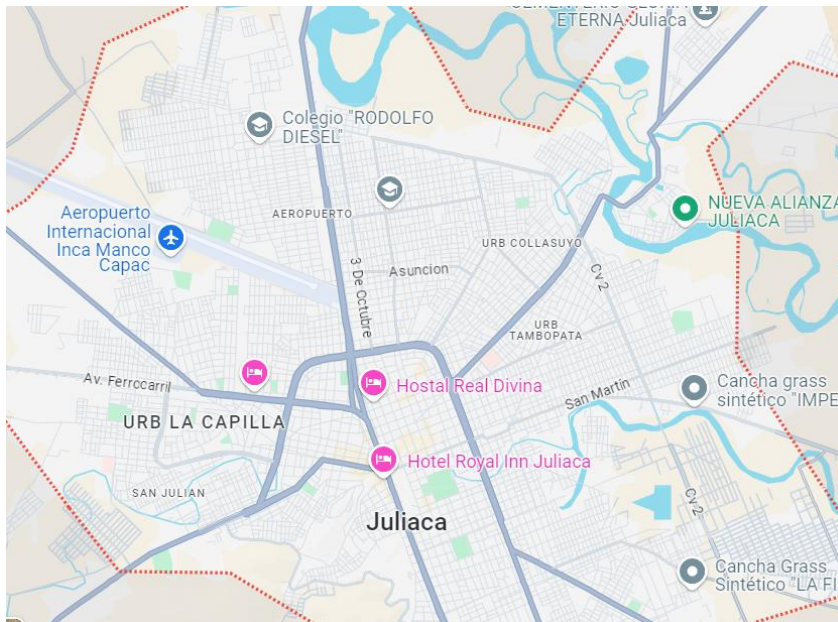 ETERNA Juliaca
Colegio "RODOLFO
DIESEL"
Aeropuerto
Internacional
Inca Manco
Capac
AEROPUERTO
NUEVA ALIANZA
JULIACA
URB COLLASUYO
3 De Octubre
Asuncion
Cv 2
URB
TAMBOPATA
Av. Ferrocarril
Hostal Real Divina
San Martín
Cancha grass
sintético "IMPE
URB LA CAPILLA
Hotel Royal Inn Juliaca
SAN JULIAN
Cv 2
Juliaca
Cancha Grass
Sintético "LA FI